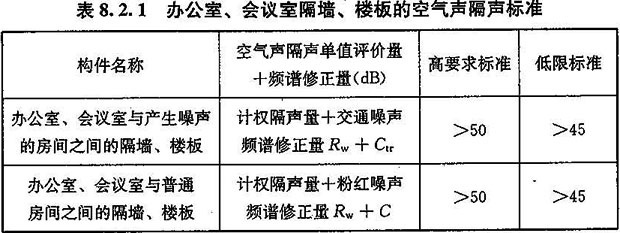 表8.2.1 办公室、会议室隔墙、楼板的空气声隔声标准
构件名称
空气声隔声单值评价量
＋频谱修正量(dB)
高要求标准
低限标准
办公室、会议室与产生噪声
的房间之间的隔墙、楼板
计权隔声量＋交通噪声
频谱修正量 Rw＋Ctr
＞50
＞45
办公室、会议室与普通
房间之间的隔墙、楼板
计权隔声量＋粉红噪声
频谱修正量 Rw＋C
＞50
＞45